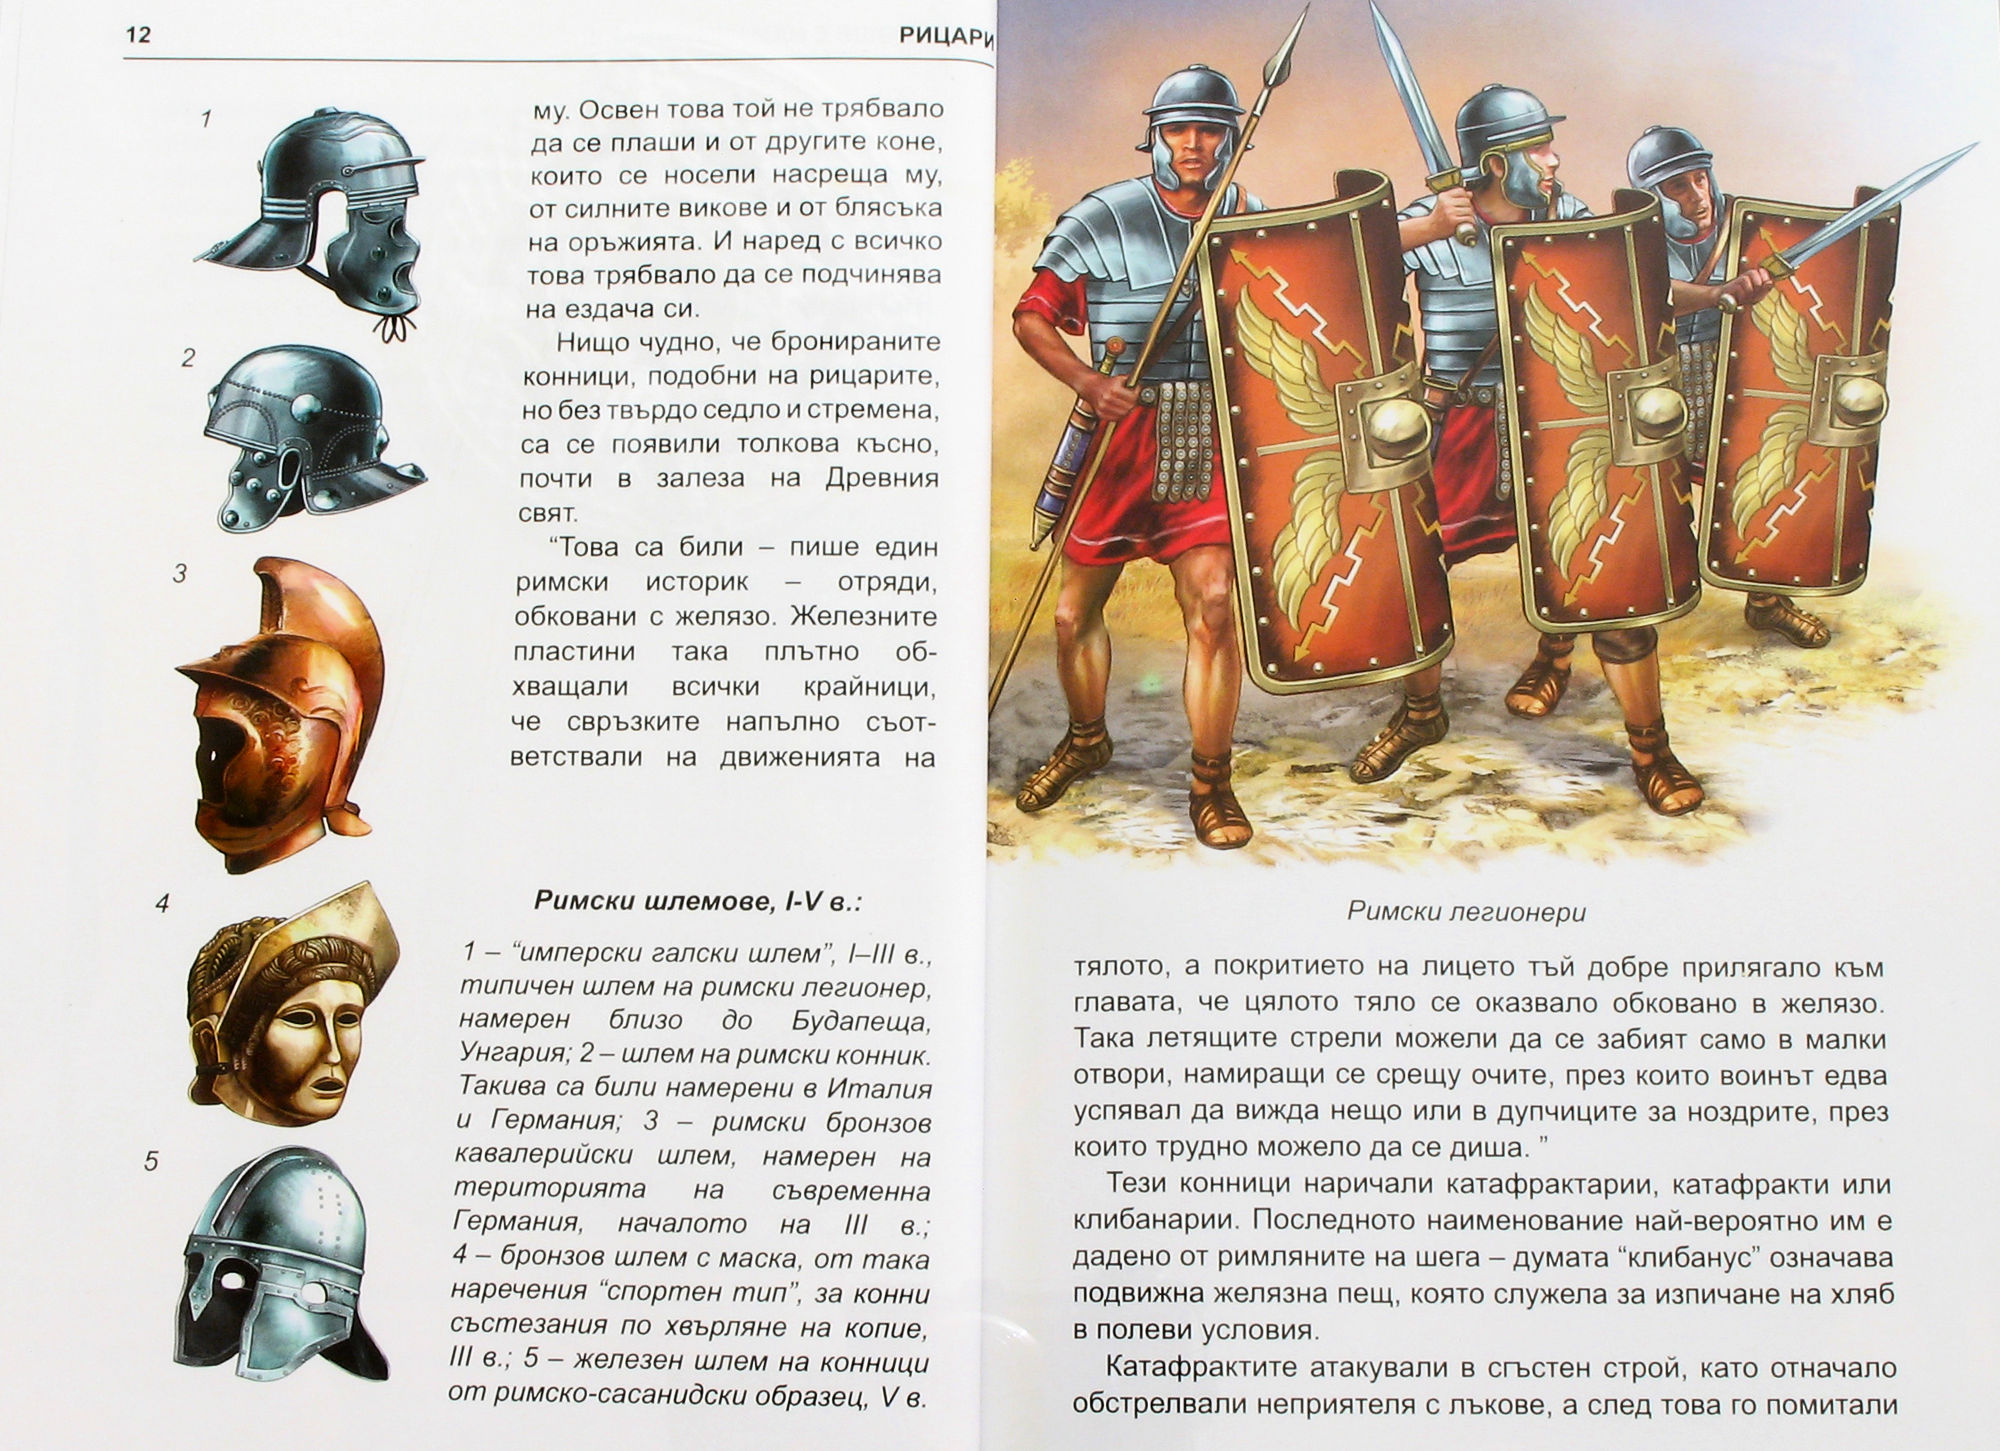 12
РИЦАРИ
1
2
3
4
5
му. Освен това той не трябвало
да се плаши и от другите коне,
които се носели насреща му,
от силните викове и от блясъка
на оръжията. И наред с всичко
това трябвало да се подчинява
на ездача си.
Нищо чудно, че бронираните
конници, подобни на рицарите,
но без твърдо седло и стремена,
са се появили толкова късно,
почти в залеза на Древния
свят.
“Това са били – пише един
римски историк – отряди,
обковани с желязо. Железните
пластини така плътно об-
хващали всички крайници,
че свръзките напълно съот-
ветствали на движенията на
Римски шлемове, I-V в.:
1 – “имперски галски шлем”, I–III в.,
типичен шлем на римски легионер,
намерен близо до Будапеща,
Унгария; 2 – шлем на римски конник.
Такива са били намерени в Италия
и Германия; 3 – римски бронзов
кавалерийски шлем, намерен на
територията на съвременна
Германия, началото на III в.;
4 – бронзов шлем с маска, от така
наречения “спортен тип”, за конни
състезания по хвърляне на копие,
III в.; 5 – железен шлем на конници
от римско-сасанидски образец, V в.
Римски легионери
тялото, а покритието на лицето тъй добре прилягало към
главата, че цялото тяло се оказвало обковано в желязо.
Така летящите стрели можели да се забият само в малки
отвори, намиращи се срещу очите, през които воинът едва
успявал да вижда нещо или в дупчиците за ноздрите, през
които трудно можело да се диша. ”
Тези конници наричали катафрактарии, катафракти или
клибанарии. Последното наименование най-вероятно им е
дадено от римляните на шега – думата “клибанус” означава
подвижна желязна пещ, която служела за изпичане на хляб
в полеви условия.
Катафрактите атакували в сгъстен строй, като отначало
обстрелвали неприятеля с лъкове, а след това го помитали